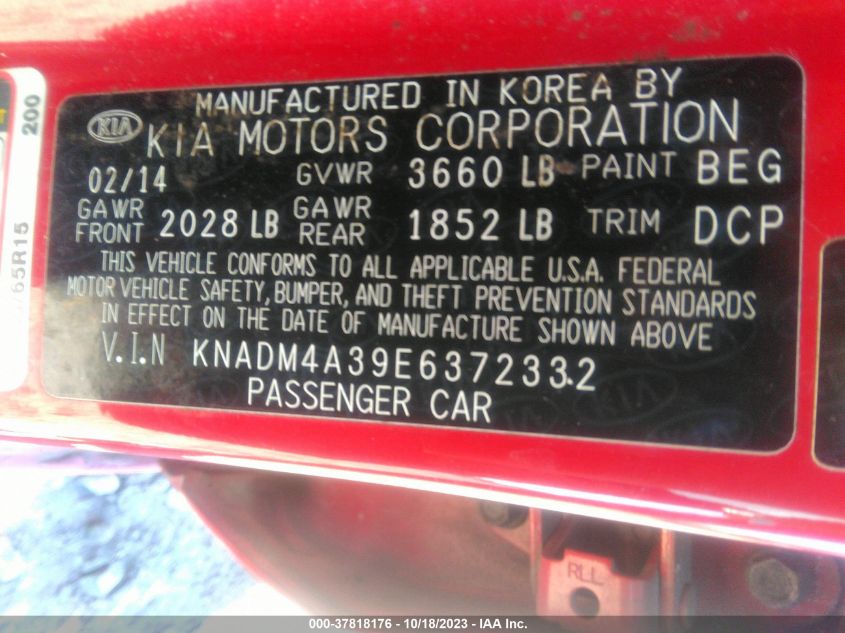 MANUFACTURED IN KOREA BY
KIA KIA MOTORS CORPORATION
02/14 GVWR 3660 LB PAINT BEG
GAWR FRONT 2028 LB GAWR REAR 1852 LB TRIM DCP
THIS VEHICLE CONFORMS TO ALL APPLICABLE U.S.A. FEDERAL
MOTOR VEHICLE SAFETY, BUMPER, AND THEFT PREVENTION STANDARDS
IN EFFECT ON THE DATE OF MANUFACTURE SHOWN ABOVE
V.I.N KNADM4A39E6372332
PASSENGER CAR
200
65R15
RLL
000-37818176 - 10/18/2023 - IAA Inc.